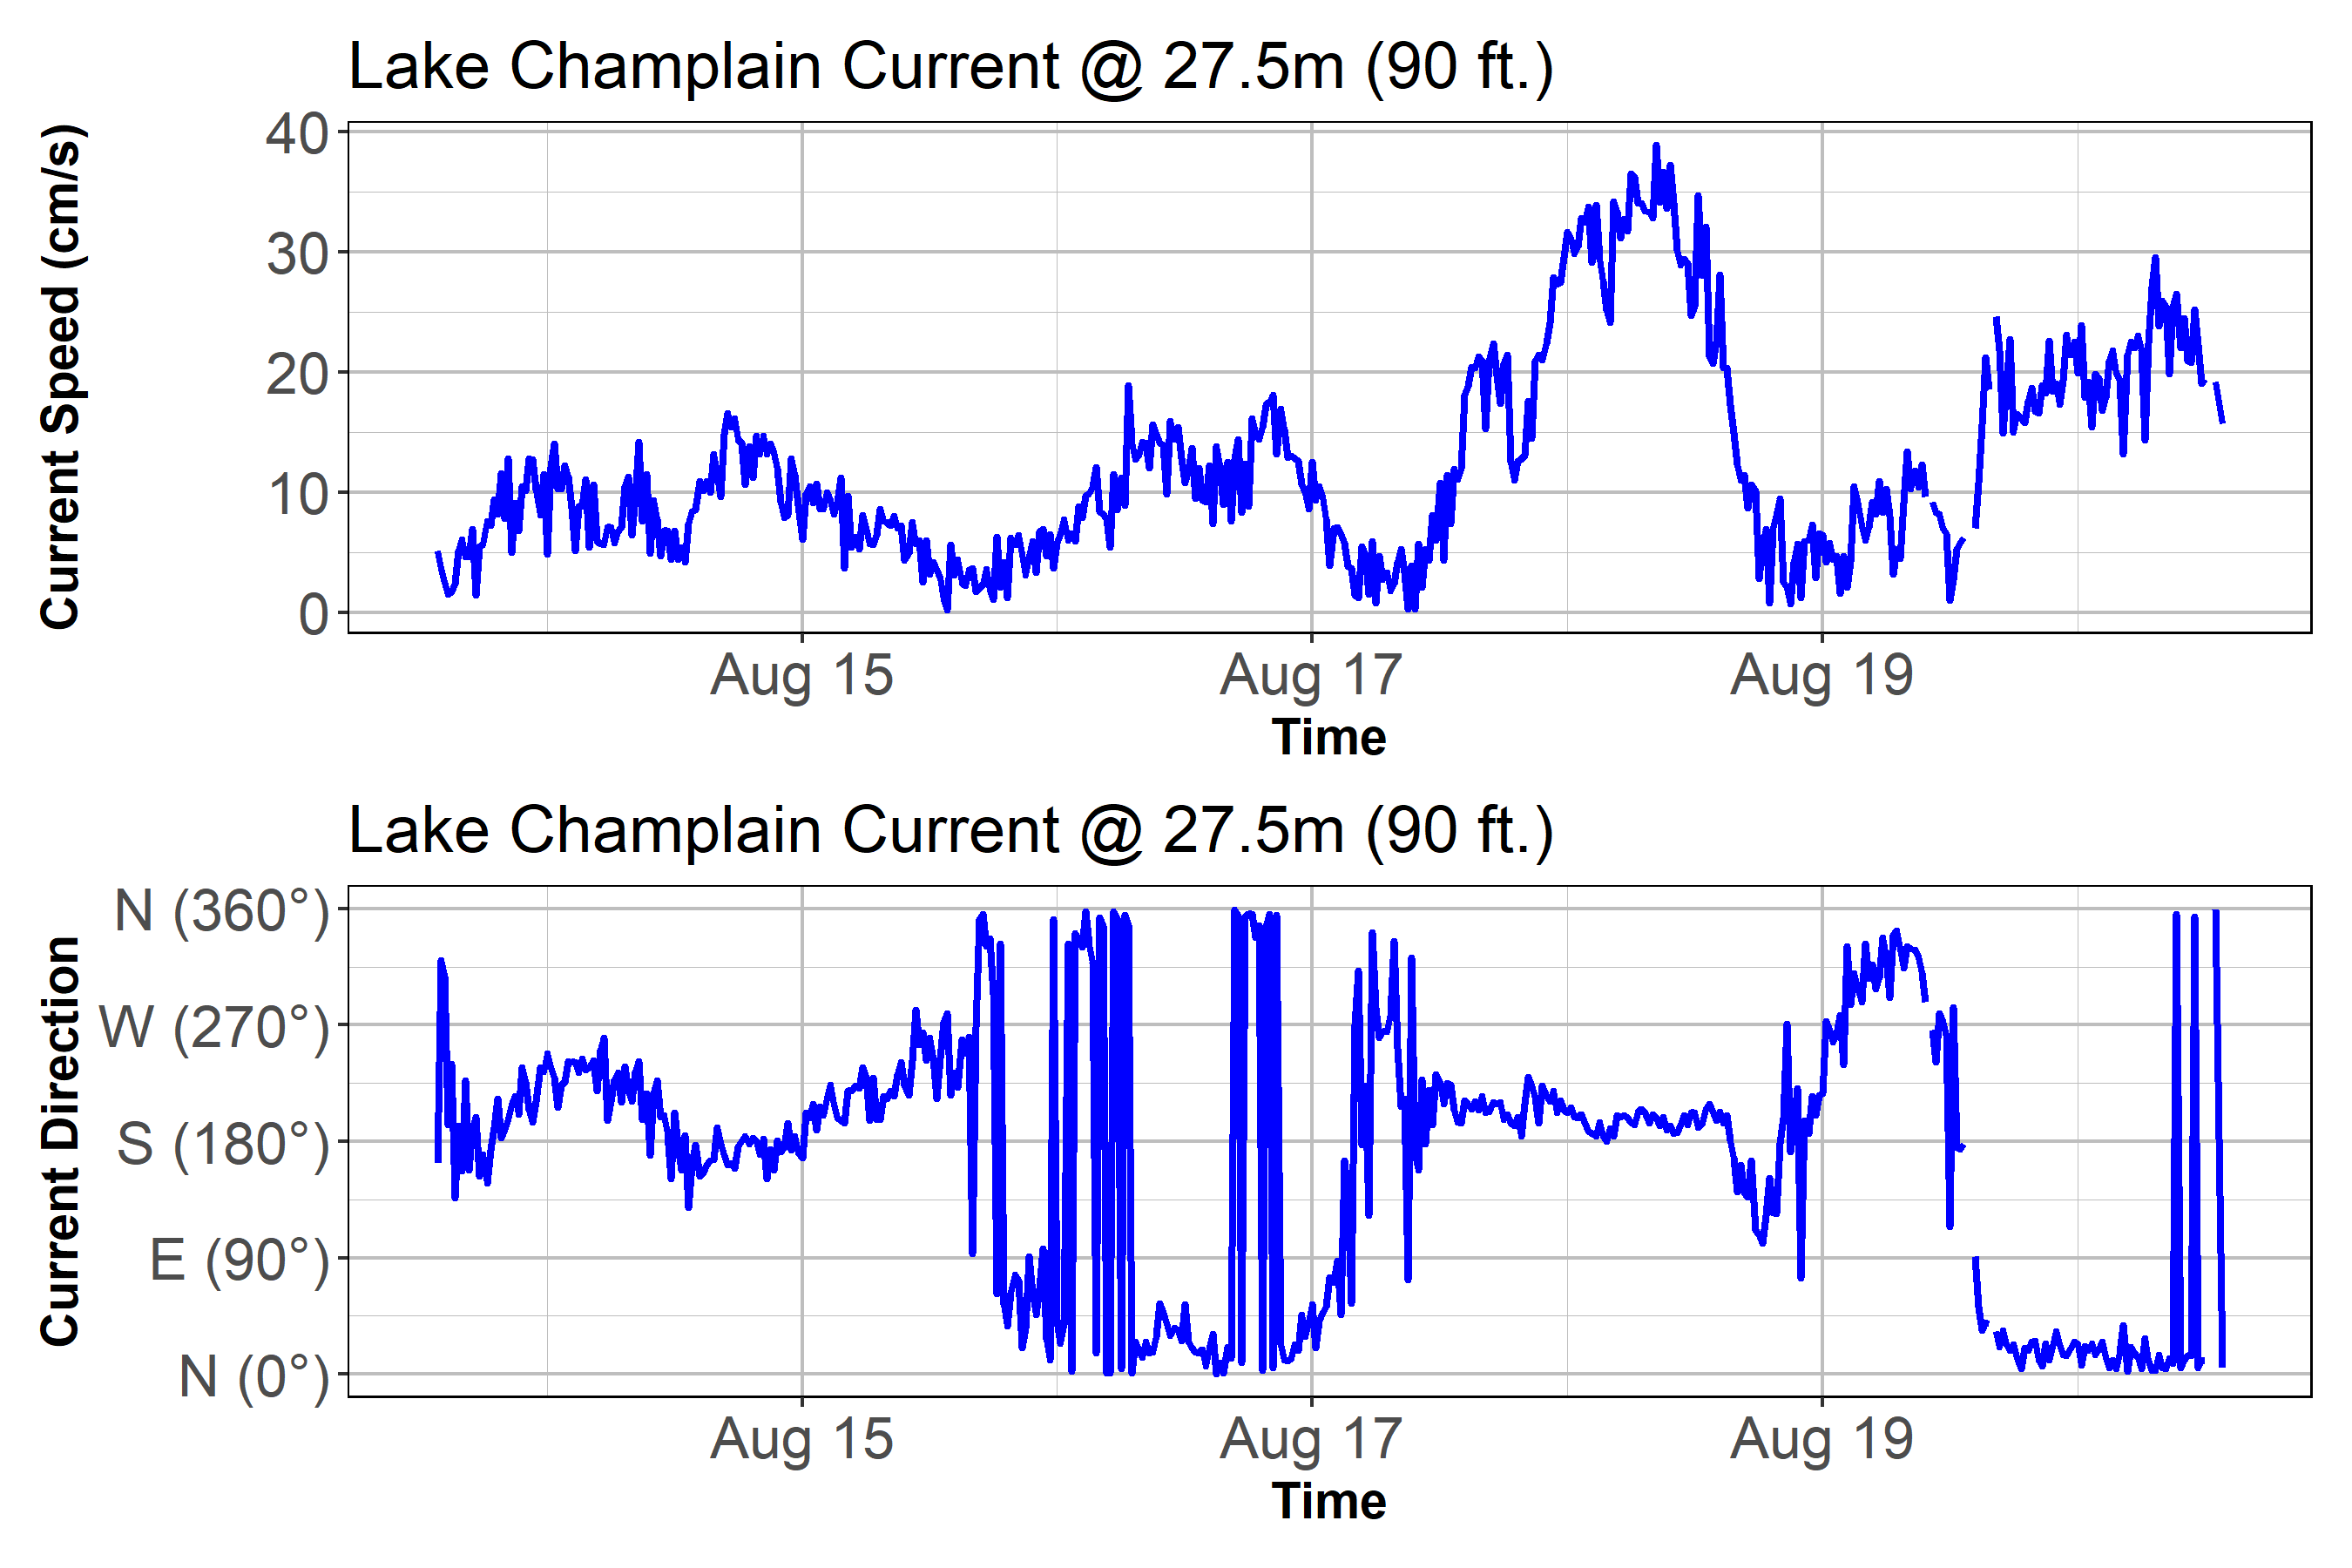 Lake Champlain Current @ 27.5m (90 ft.)
Current Speed (cm/s)
40
30
20
10
0
Aug 15
Aug 17
Aug 19
Time
Lake Champlain Current @ 27.5m (90 ft.)
Current Direction
N (360°)
W (270°)
S (180°)
E (90°)
N (0°)
Aug 15
Aug 17
Aug 19
Time